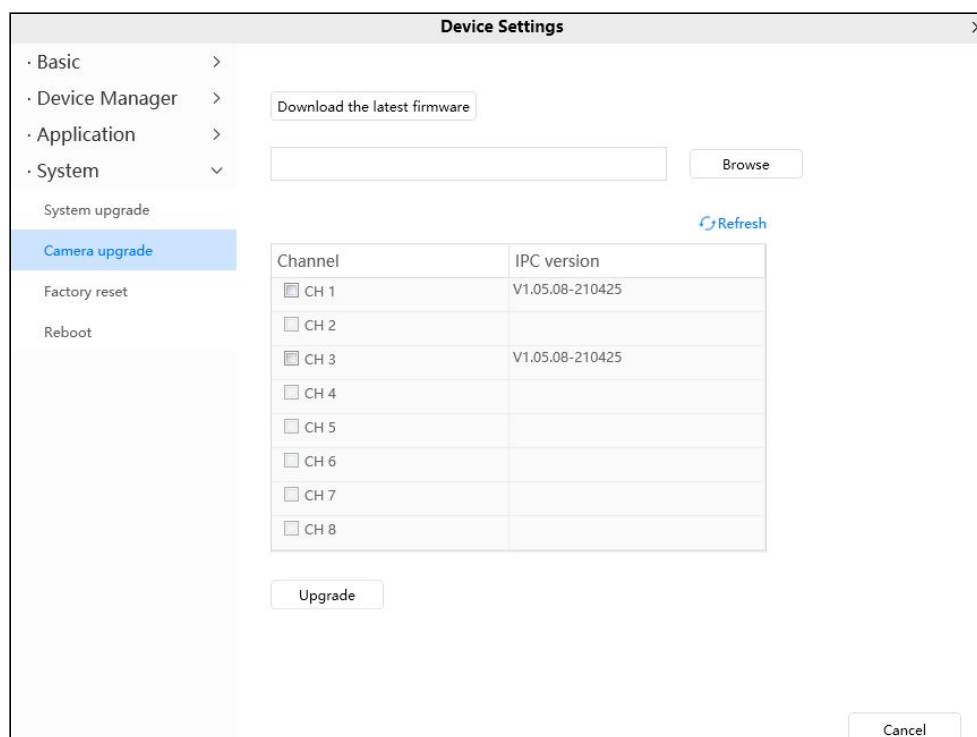 Device Settings
· Basic
· Device Manager
· Application
· System
System upgrade
Camera upgrade
Factory reset
Reboot
Download the latest firmware
Browse
Refresh
Channel IPC version
CH 1 V1.05.08-210425
CH 2
CH 3 V1.05.08-210425
CH 4
CH 5
CH 6
CH 7
CH 8
Upgrade
Cancel